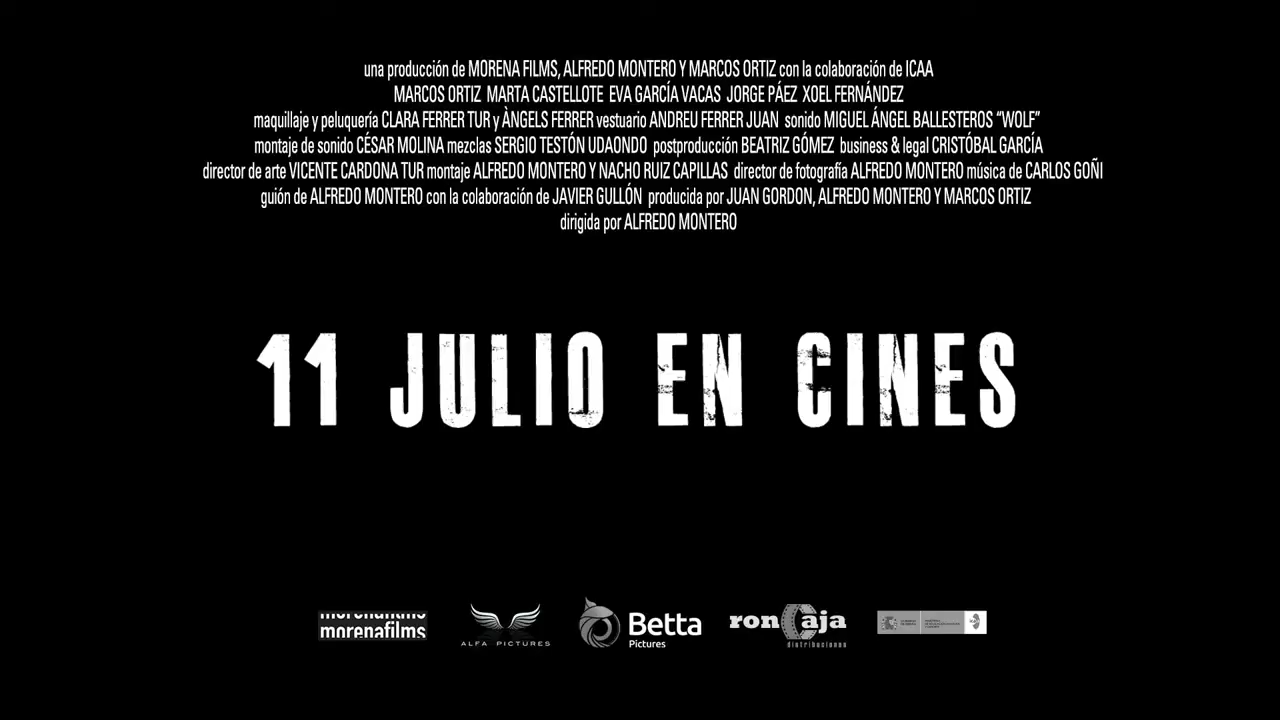 una producción de MORENA FILMS, ALFREDO MONTERO Y MARCOS ORTIZ con la colaboración de ICAA
MARCOS ORTIZ MARTA CASTELLOTE EVA GARCÍA VACAS JORGE PÁEZ XOEL FERNÁNDEZ
maquillaje y peluquería CLARA FERRER TUR y ÀNGELS FERRER vestuario ANDREU FERRER JUAN sonido MIGUEL ÁNGEL BALLESTEROS “WOLF”
montaje de sonido CÉSAR MOLINA mezclas SERGIO TESTÓN UDAONDO postproducción BEATRIZ GÓMEZ business & legal CRISTÓBAL GARCÍA
director de arte VICENTE CARDONA TUR montaje ALFREDO MONTERO Y NACHO RUIZ CAPILLAS director de fotografía ALFREDO MONTERO música de CARLOS GOÑI
guión de ALFREDO MONTERO con la colaboración de JAVIER GULLÓN producida por JUAN GORDON, ALFREDO MONTERO Y MARCOS ORTIZ
dirigida por ALFREDO MONTERO
11 JULIO EN CINES
morenafilms
morenafilms
ALFA PICTURES
Betta
Pictures
ronCaja
distribuciones